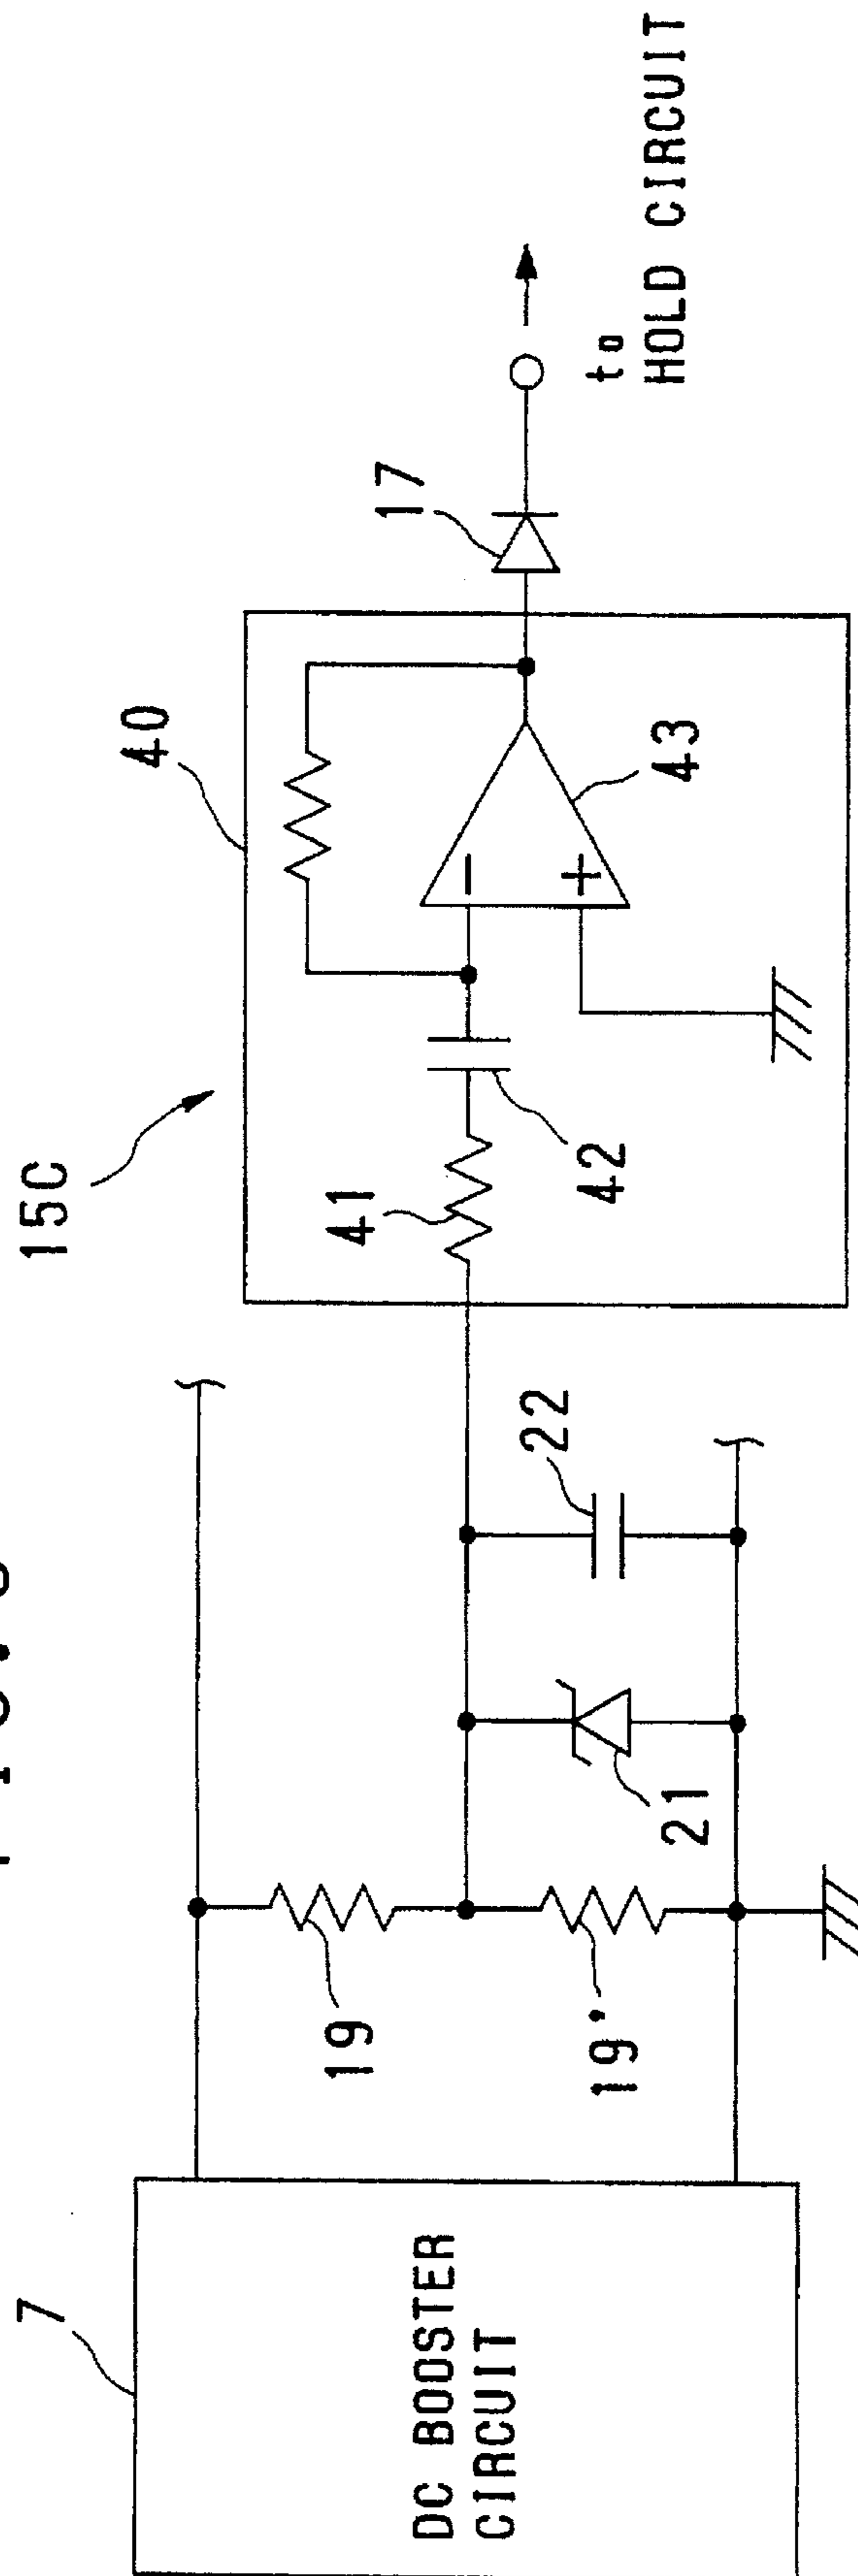 15C
40
17
41
42
43
to
HOLD CIRCUIT
7
DC BOOSTER
CIRCUIT
19
19'
21
22
−
+